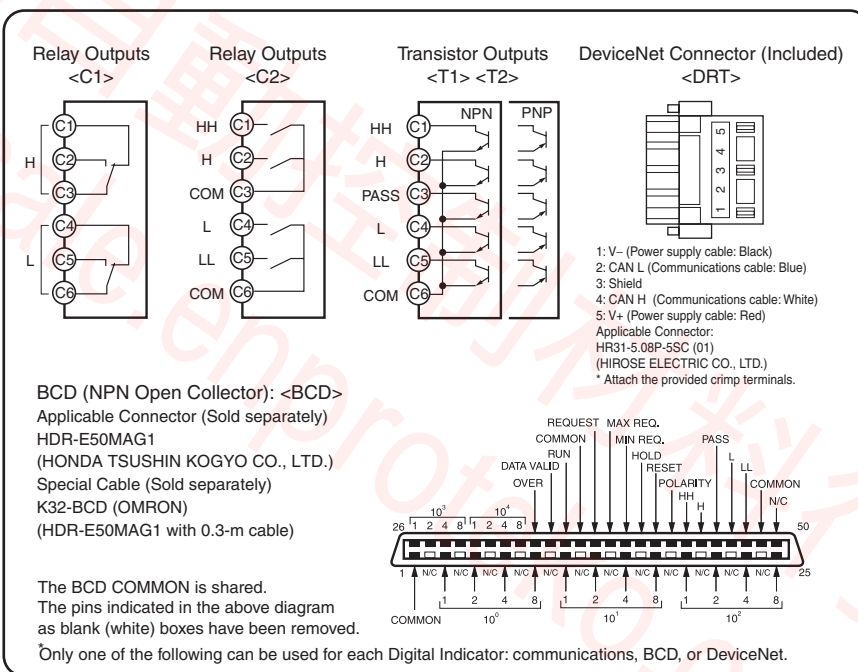 Relay Outputs
<C1>
C1
C2
C3
C4
C5
C6
H
L
Relay Outputs
<C2>
HH
H
COM
L
LL
COM
C1
C2
C3
C4
C5
C6
Transistor Outputs
<T1> <T2>
NPN
PNP
HH
H
PASS
L
LL
COM
C1
C2
C3
C4
C5
C6
DeviceNet Connector (Included)
<DRT>
1 2 3 4 5
1: V– (Power supply cable: Black)
2: CAN L (Communications cable: Blue)
3: Shield
4: CAN H (Communications cable: White)
5: V+ (Power supply cable: Red)
Applicable Connector:
HR31-5.08P-5SC (01)
(HIROSE ELECTRIC CO., LTD.)
* Attach the provided crimp terminals.
BCD (NPN Open Collector): <BCD>
Applicable Connector (Sold separately)
HDR-E50MAG1
(HONDA TSUSHIN KOGYO CO., LTD.)
Special Cable (Sold separately)
K32-BCD (OMRON)
(HDR-E50MAG1 with 0.3-m cable)
The BCD COMMON is shared.
The pins indicated in the above diagram
as blank (white) boxes have been removed.
REQUEST MAX REQ.
COMMON MIN REQ. PASS
RUN HOLD L
DATA VALID RESET LL
OVER POLARITY COMMON
HH N/C
H
10³ 10⁴
26 1 2 4 8 1 2 4 8 50
1 N/C N/C N/C N/C N/C N/C N/C N/C N/C N/C N/C N/C 25
COMMON 1 2 4 8 1 2 4 8 1 2 4 8
10⁰ 10¹ 10²
*Only one of the following can be used for each Digital Indicator: communications, BCD, or DeviceNet.